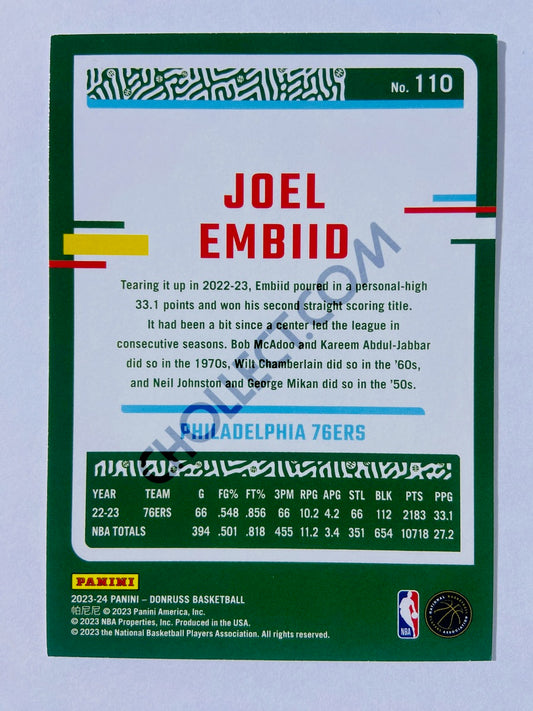 No. 110
JOEL
EMBIID
Tearing it up in 2022-23, Embiid poured in a personal-high
33.1 points and won his second straight scoring title.
It had been a bit since a center led the league in
consecutive seasons. Bob McAdoo and Kareem Abdul-Jabbar
did so in the 1970s, Wilt Chamberlain did so in the '60s,
and Neil Johnston and George Mikan did so in the '50s.
CHOLLECT.COM
PHILADELPHIA 76ERS
YEAR TEAM G FG% FT% 3PM RPG APG STL BLK PTS PPG
22-23 76ERS 66 .548 .856 66 10.2 4.2 66 112 2183 33.1
NBA TOTALS 394 .501 .818 455 11.2 3.4 351 654 10718 27.2
PANINI
2023-24 PANINI – DONRUSS BASKETBALL
帕尼尼 © 2023 Panini America, Inc.
© 2023 NBA Properties, Inc. Produced in the USA.
© 2023 the National Basketball Players Association. All rights reserved.
NBA
NATIONAL BASKETBALL PLAYERS ASSOCIATION